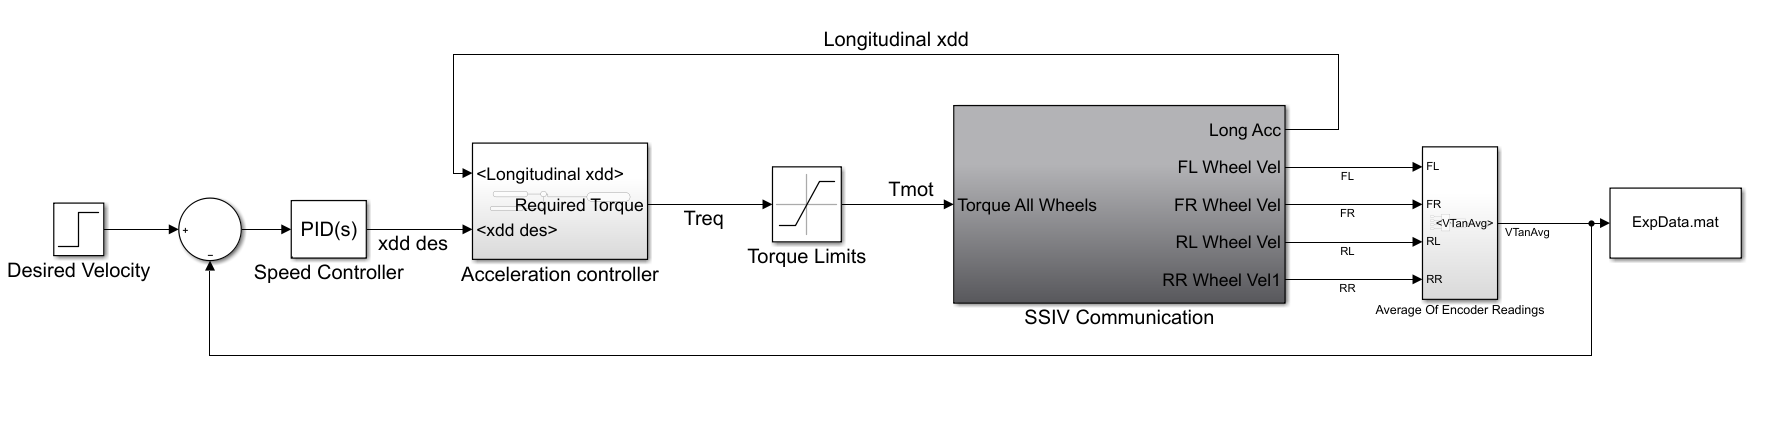 Longitudinal xdd
Desired Velocity
+
−
PID(s)
Speed Controller
xdd des
<Longitudinal xdd>
Required Torque
<xdd des>
Acceleration controller
Treq
Torque Limits
Tmot
Torque All Wheels
Long Acc
FL Wheel Vel
FR Wheel Vel
RL Wheel Vel
RR Wheel Vel1
SSIV Communication
FL
FR
RL
RR
FL
FR
<VTanAvg>
RL
RR
Average Of Encoder Readings
VTanAvg
ExpData.mat